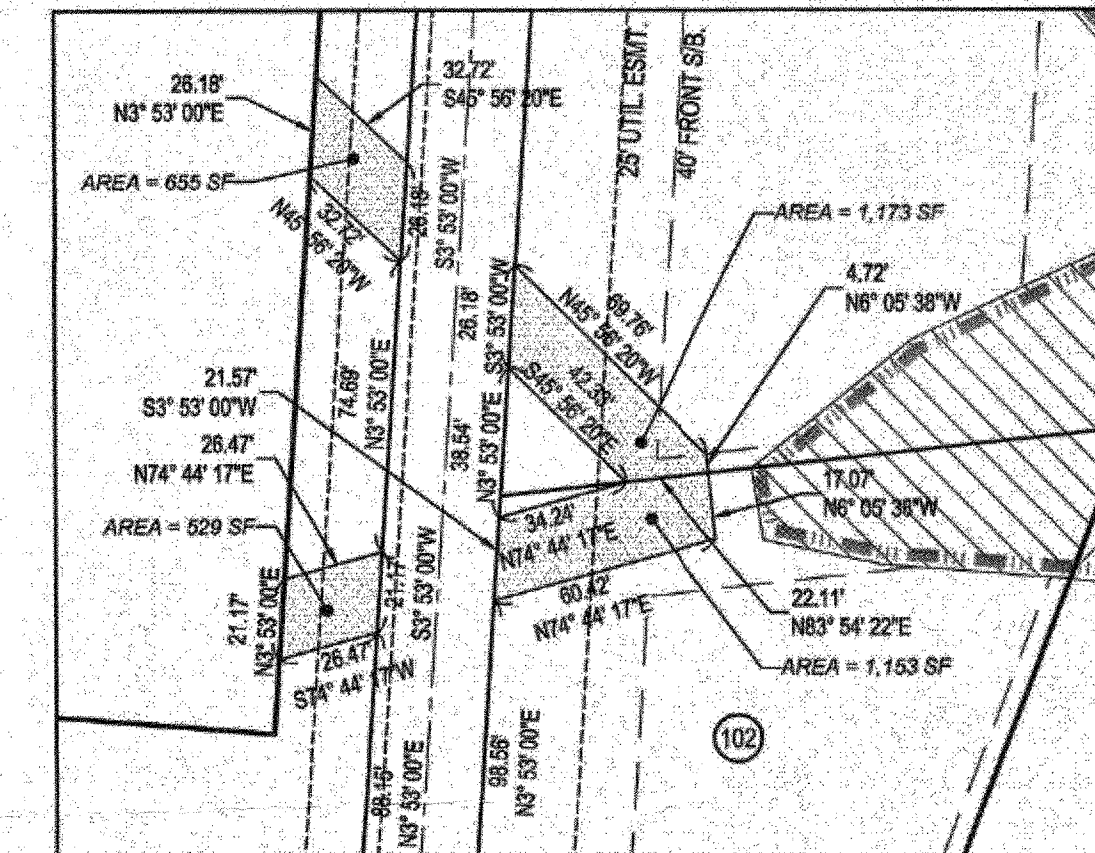 26.18'
N3° 53' 00"E
32.72'
S45° 56' 20"E
25' UTIL. ESMT.
40' FRONT S/B.
AREA = 655 SF
32.72'
N45° 56' 20"W
26.18'
S3° 53' 00"W
AREA = 1,173 SF
4.72'
N6° 05' 38"W
26.18'
S3° 53' 00"W
69.76'
N45° 56' 20"W
42.39'
S45° 56' 20"E
74.69'
N3° 53' 00"E
21.57'
S3° 53' 00"W
38.54'
N3° 53' 00"E
26.47'
N74° 44' 17"E
AREA = 529 SF
17.07'
N6° 05' 38"W
34.24'
N74° 44' 17"E
21.17'
N3° 53' 00"E
21.17'
S3° 53' 00"W
60.42'
N74° 44' 17"E
22.11'
N83° 54' 22"E
26.47'
S74° 44' 17"W
AREA = 1,153 SF
102
N3° 53' 00"E
98.56'
N3° 53' 00"E